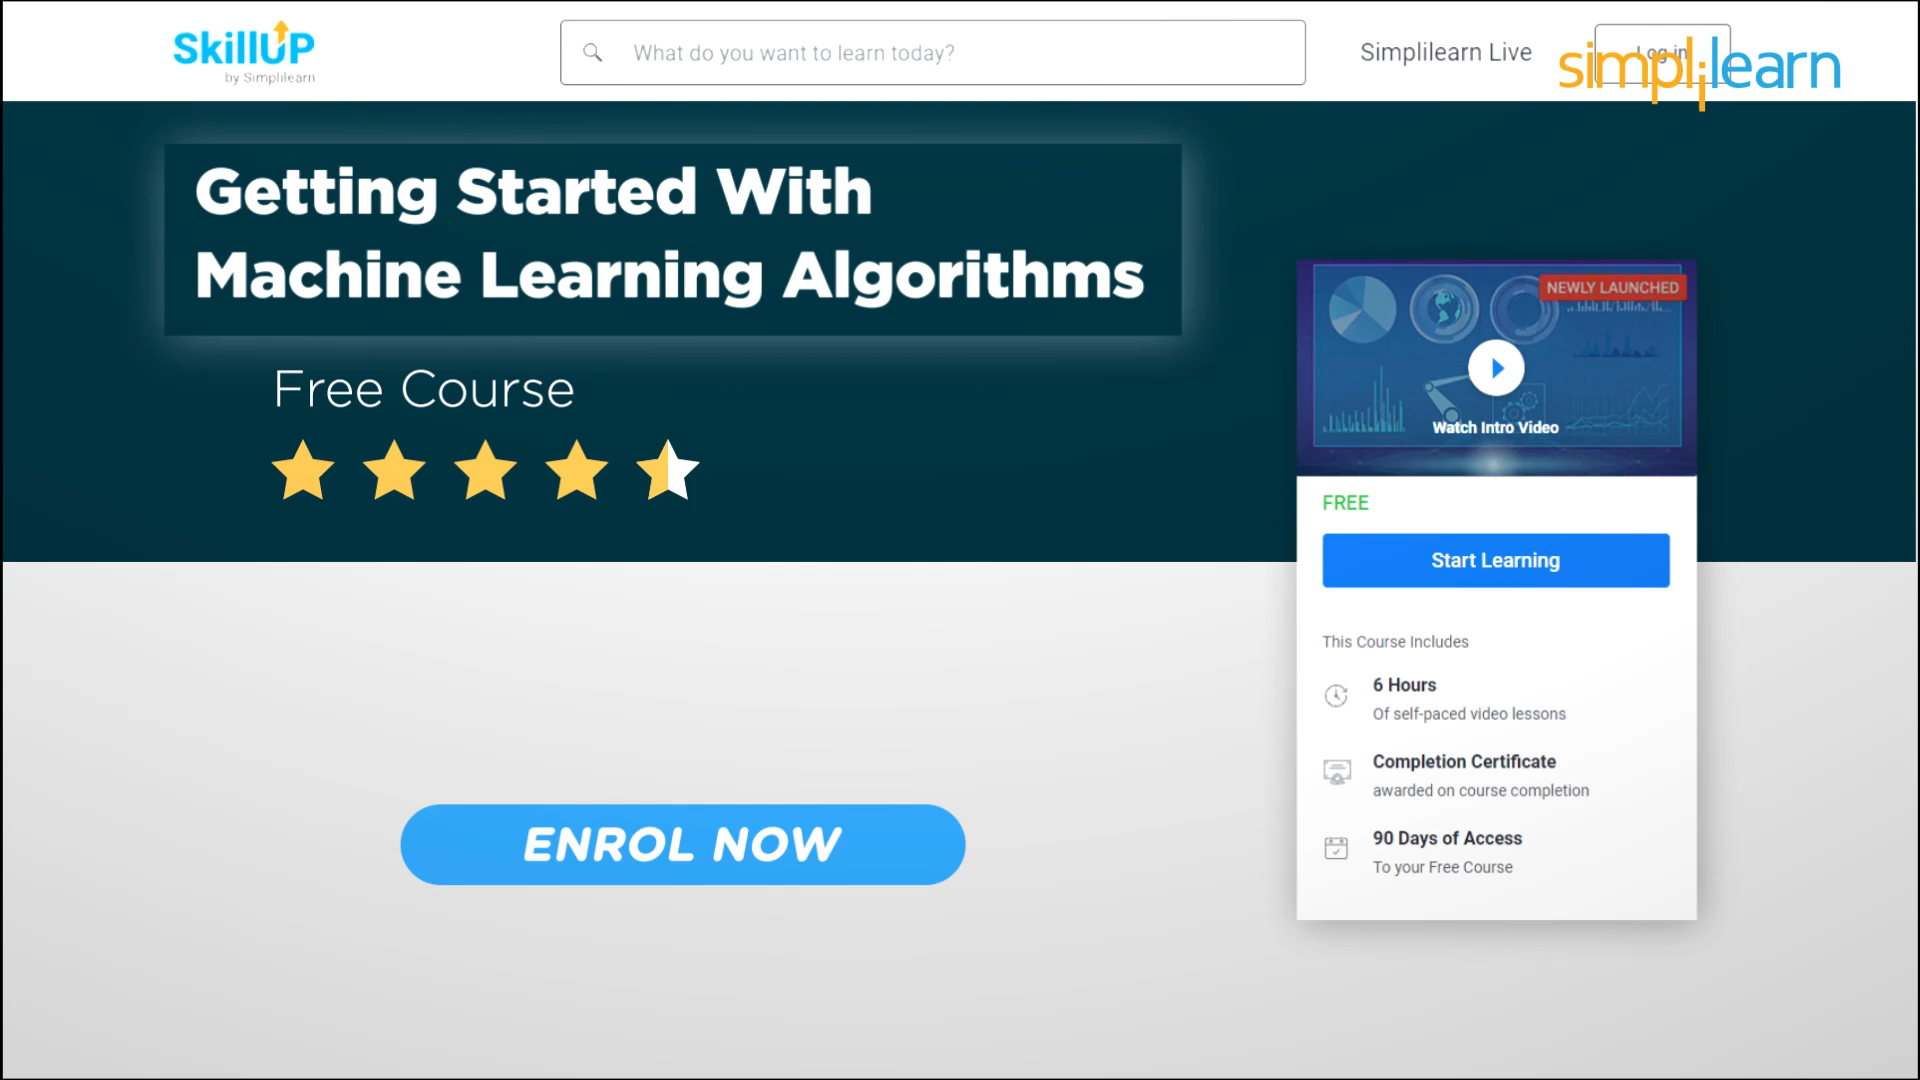 SkillUP
by Simplilearn
What do you want to learn today?
Simplilearn Live
Log in
simplilearn
Getting Started With
Machine Learning Algorithms
Free Course
NEWLY LAUNCHED
Watch Intro Video
FREE
Start Learning
This Course Includes
6 Hours
Of self-paced video lessons
Completion Certificate
awarded on course completion
90 Days of Access
To your Free Course
ENROL NOW